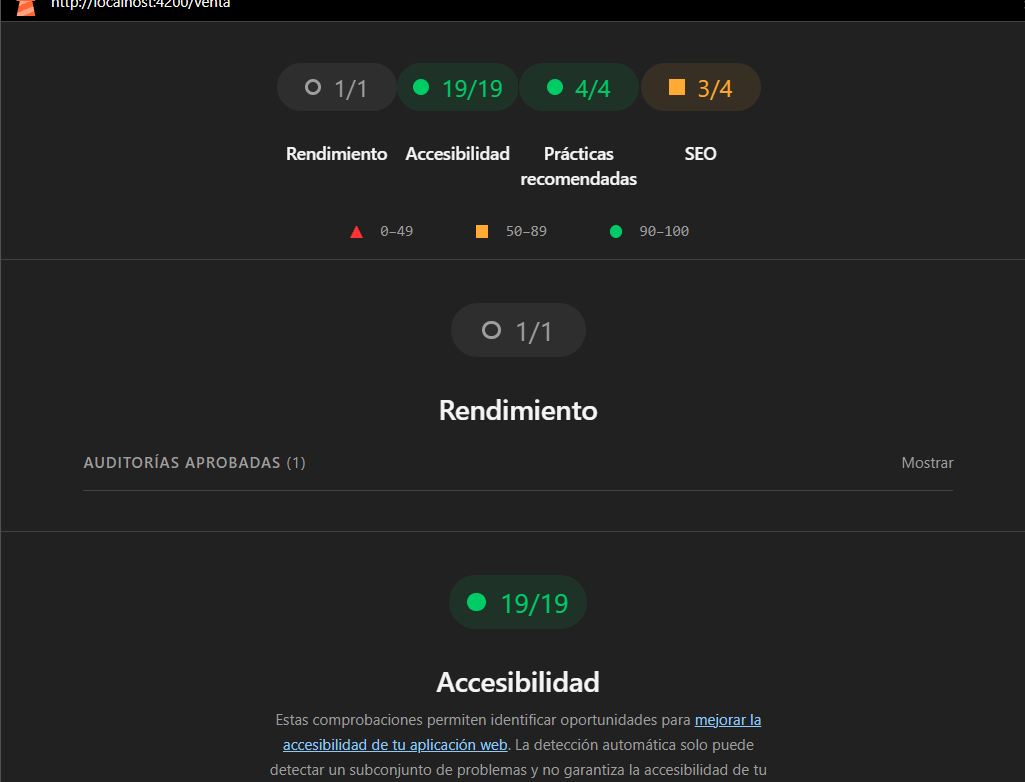 http://localhost:4200/venta
1/1 19/19 4/4 3/4
Rendimiento Accesibilidad Prácticas recomendadas SEO
0–49 50–89 90–100
1/1
Rendimiento
AUDITORÍAS APROBADAS (1) Mostrar
19/19
Accesibilidad
Estas comprobaciones permiten identificar oportunidades para mejorar la
accesibilidad de tu aplicación web. La detección automática solo puede
detectar un subconjunto de problemas y no garantiza la accesibilidad de tu